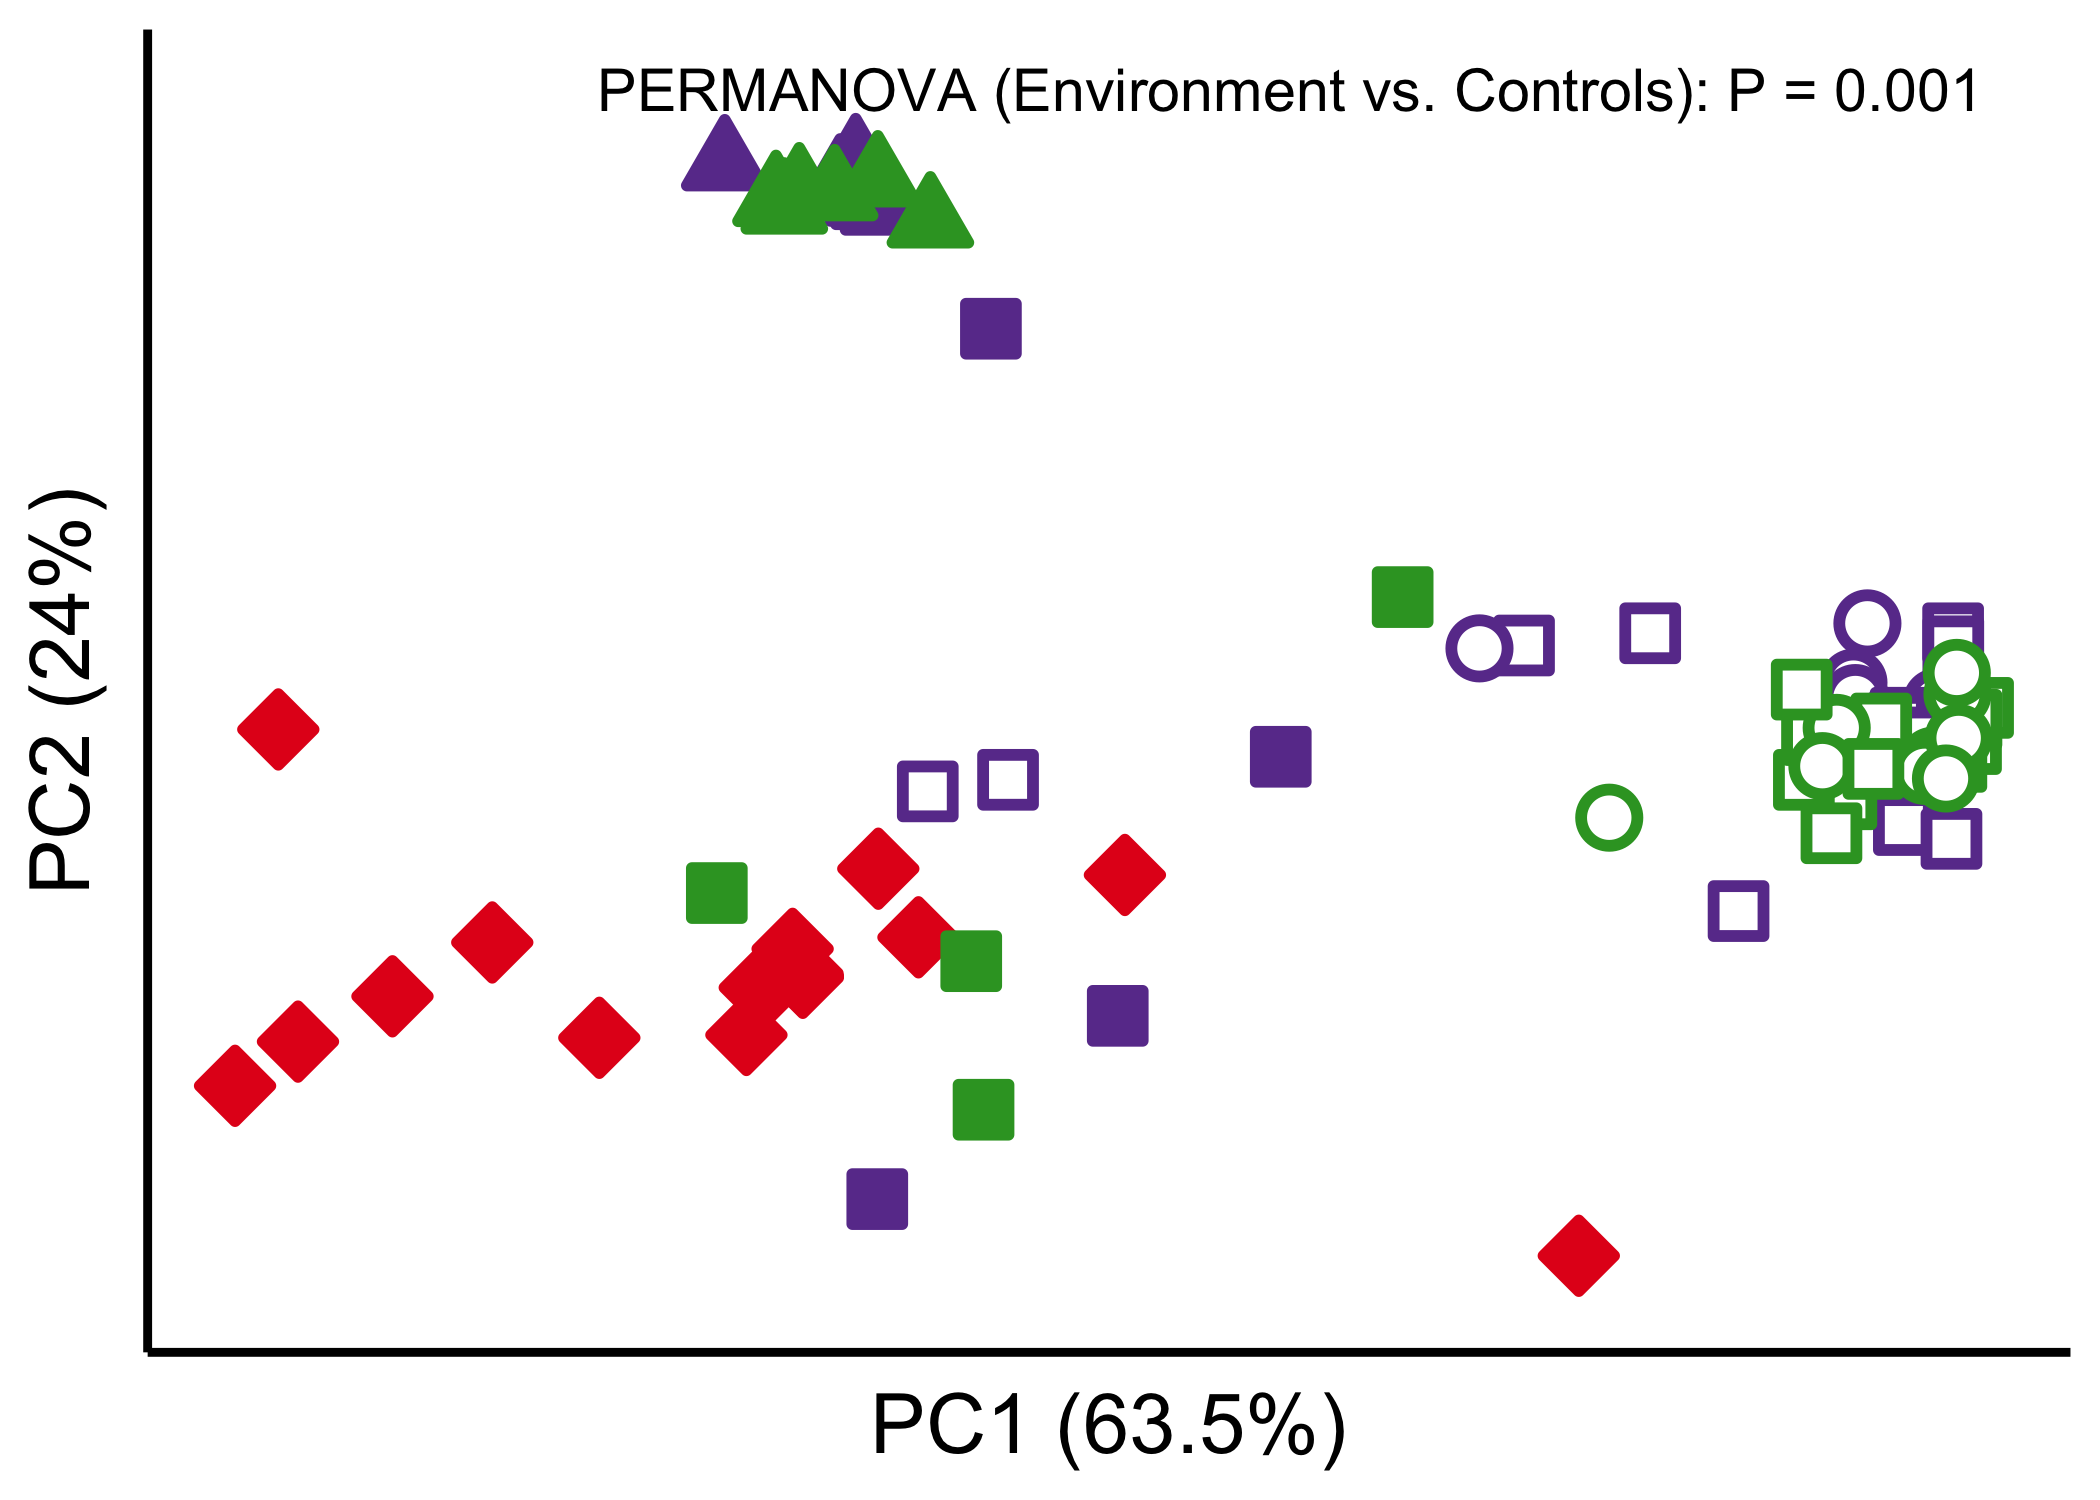 PERMANOVA (Environment vs. Controls): P = 0.001
PC2 (24%)
PC1 (63.5%)